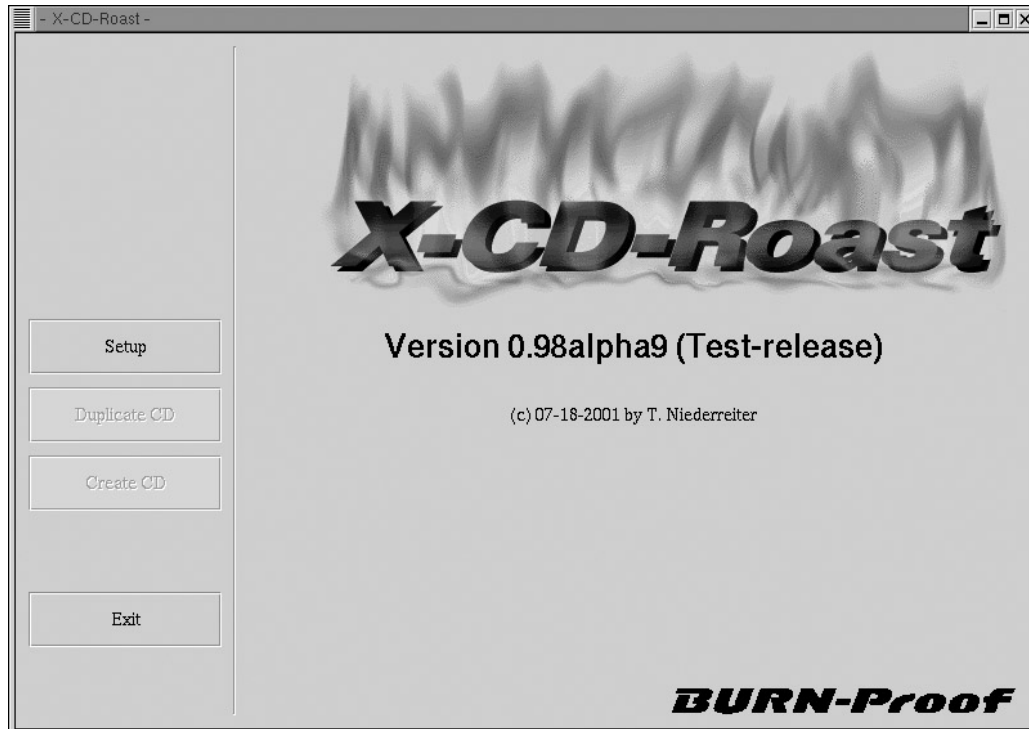 - X-CD-Roast -
X-CD-Roast
Version 0.98alpha9 (Test-release)
(c) 07-18-2001 by T. Niederreiter
Setup
Duplicate CD
Create CD
Exit
BURN-Proof